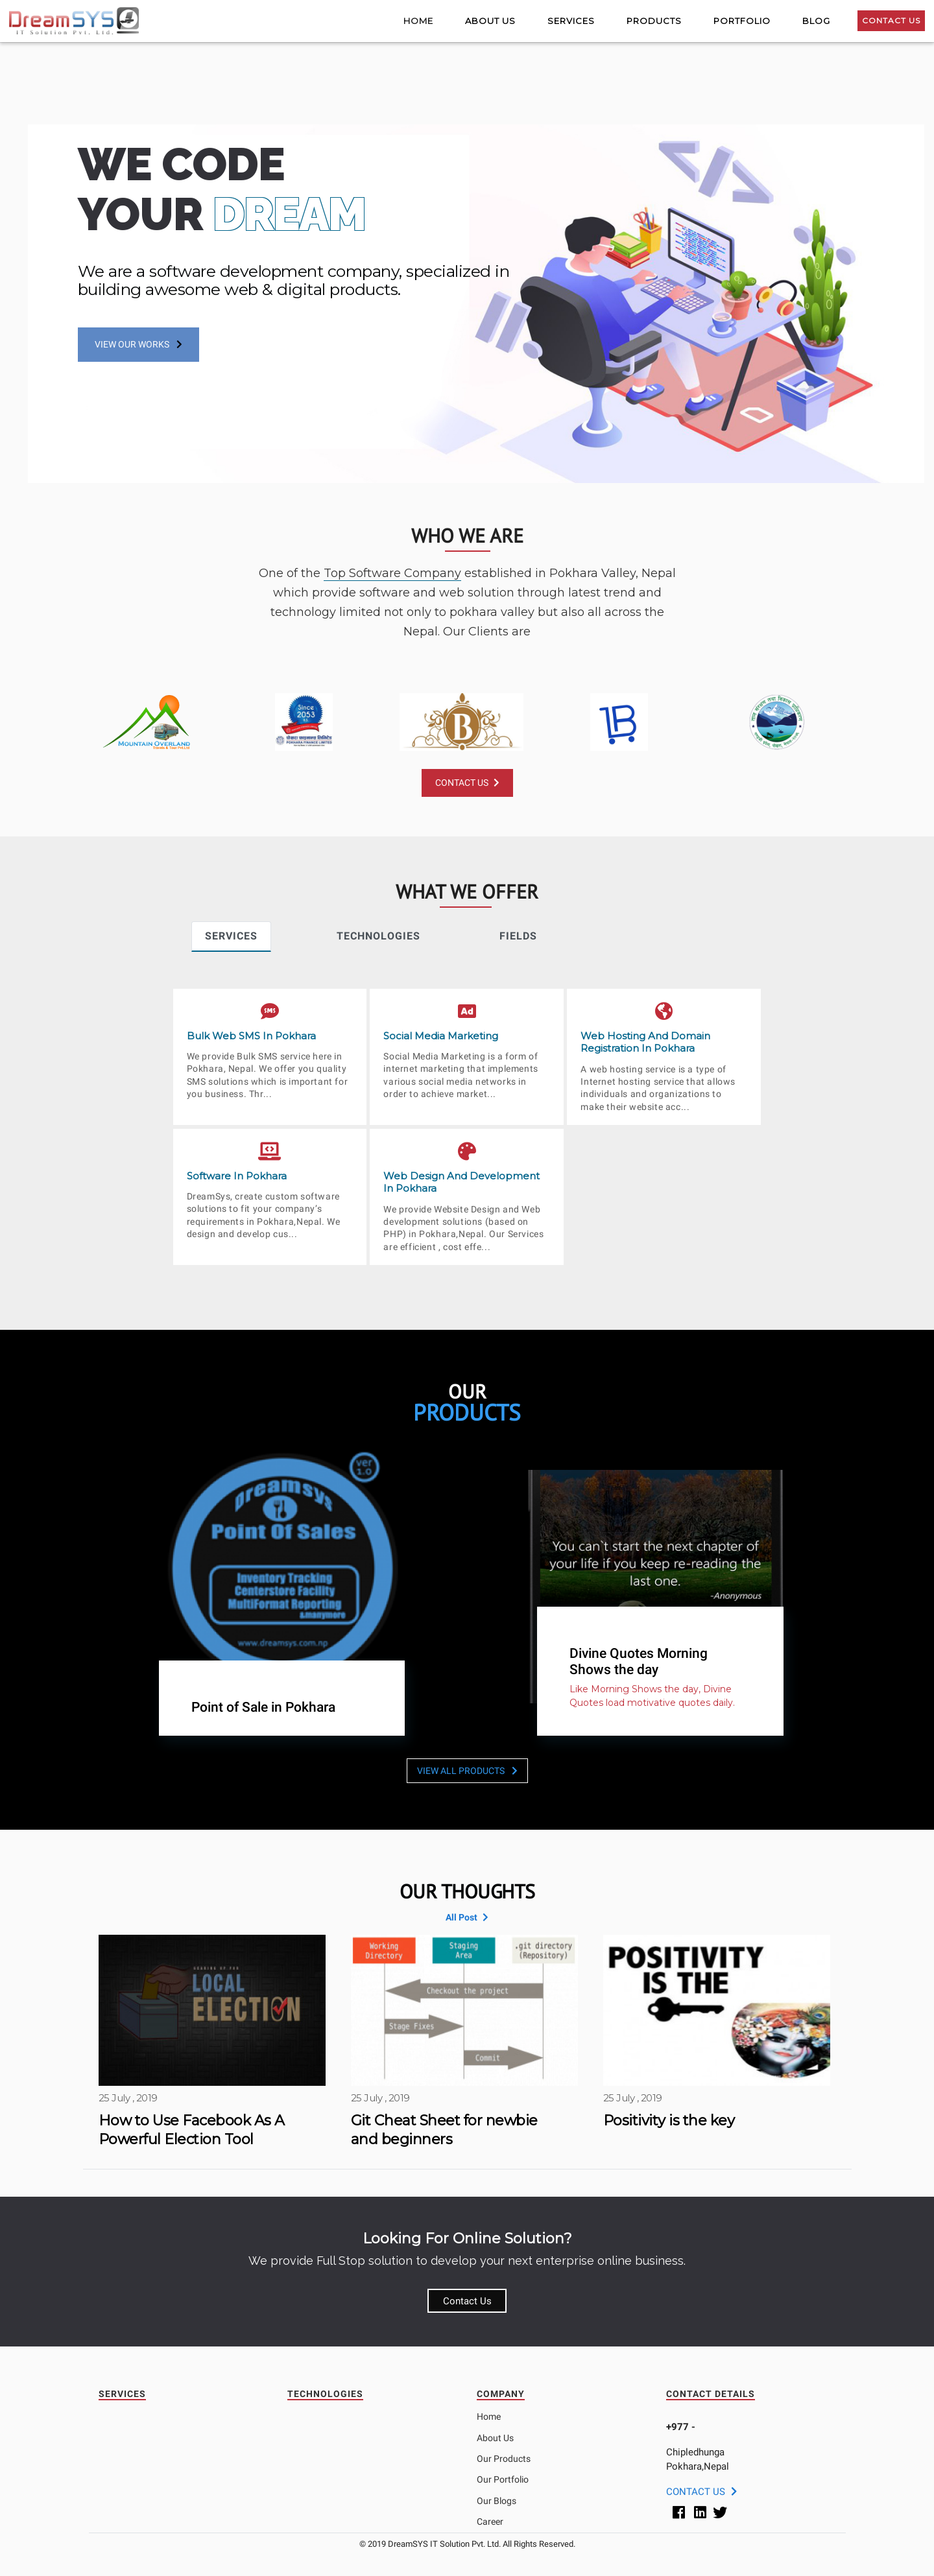 DreamSYS
IT Solution Pvt. Ltd.
HOME
ABOUT US
SERVICES
PRODUCTS
PORTFOLIO
BLOG
CONTACT US
WE CODE
YOUR DREAM
We are a software development company, specialized in
building awesome web & digital products.
VIEW OUR WORKS
WHO WE ARE
One of the Top Software Company established in Pokhara Valley, Nepal
which provide software and web solution through latest trend and
technology limited not only to pokhara valley but also all across the
Nepal. Our Clients are
MOUNTAIN OVERLAND
Since
2053
B
B
CONTACT US
WHAT WE OFFER
SERVICES
TECHNOLOGIES
FIELDS
SMS
Bulk Web SMS In Pokhara
We provide Bulk SMS service here in
Pokhara, Nepal. We offer you quality
SMS solutions which is important for
you business. Thr...
Ad
Social Media Marketing
Social Media Marketing is a form of
internet marketing that implements
various social media networks in
order to achieve market...
Web Hosting And Domain
Registration In Pokhara
A web hosting service is a type of
Internet hosting service that allows
individuals and organizations to
make their website acc...
Software In Pokhara
DreamSys, create custom software
solutions to fit your company's
requirements in Pokhara,Nepal. We
design and develop cus...
Web Design And Development
In Pokhara
We provide Website Design and Web
development solutions (based on
PHP) in Pokhara,Nepal. Our Services
are efficient , cost effe...
OUR
PRODUCTS
ver
1.0
Dreamsys
Point Of Sales
Inventory Tracking
Centerstore Facility
MultiFormat Reporting
&manymore
www.dreamsys.com.np
Point of Sale in Pokhara
You can`t start the next chapter of
your life if you keep re-reading the
last one.
-Anonymous
Divine Quotes Morning
Shows the day
Like Morning Shows the day, Divine
Quotes load motivative quotes daily.
VIEW ALL PRODUCTS
OUR THOUGHTS
All Post
LOCAL
ELECTION
25 July , 2019
How to Use Facebook As A
Powerful Election Tool
Working
Directory
Staging
Area
.git directory
(Repository)
Checkout the project
Stage Fixes
Commit
25 July , 2019
Git Cheat Sheet for newbie
and beginners
POSITIVITY
IS THE
25 July , 2019
Positivity is the key
Looking For Online Solution?
We provide Full Stop solution to develop your next enterprise online business.
Contact Us
SERVICES
TECHNOLOGIES
COMPANY
Home
About Us
Our Products
Our Portfolio
Our Blogs
Career
CONTACT DETAILS
+977 -
Chipledhunga
Pokhara,Nepal
CONTACT US
© 2019 DreamSYS IT Solution Pvt. Ltd. All Rights Reserved.